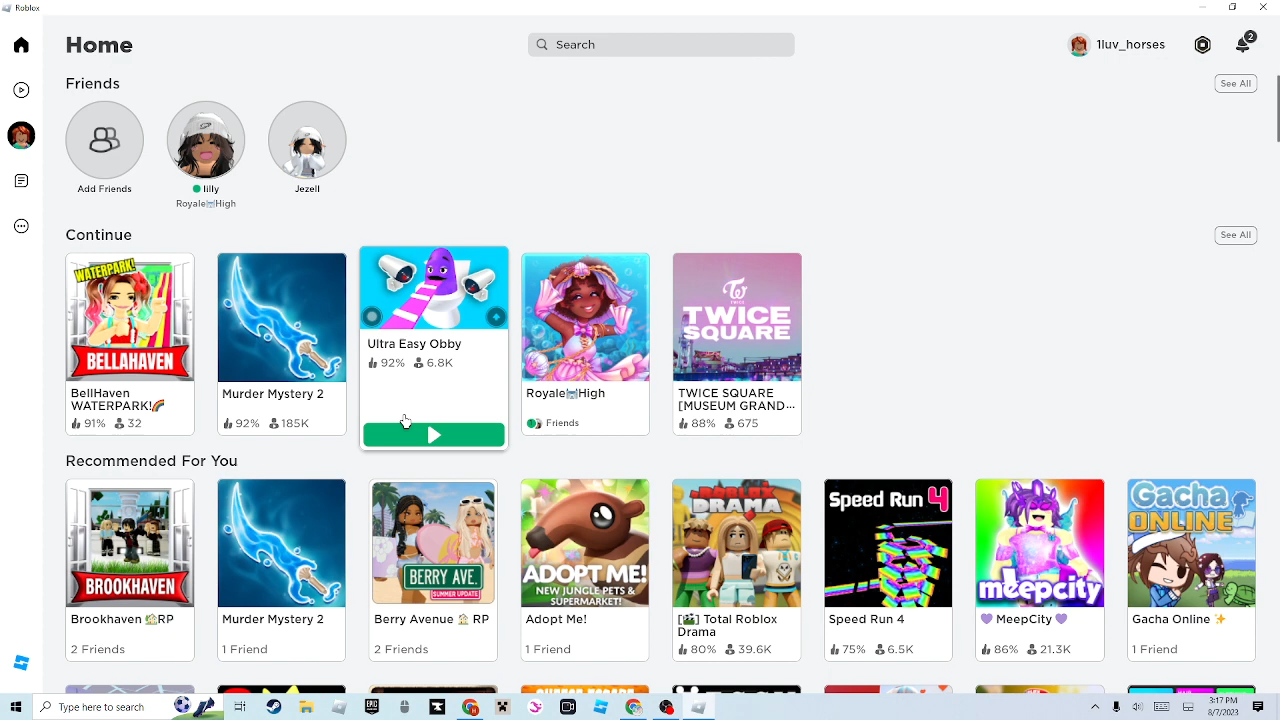 Roblox
Home
Search
1luv_horses
2
Friends
See All
Add Friends
lilly
Royale High
Jezell
Continue
See All
WATERPARK!
BELLAHAVEN
BellHaven
WATERPARK!🌈
91% 32
Murder Mystery 2
92% 185K
Ultra Easy Obby
92% 6.8K
Royale High
Friends
TWICE
TWICE
SQUARE
TWICE SQUARE
[MUSEUM GRAND...
88% 675
Recommended For You
BROOKHAVEN
Brookhaven 🏡RP
2 Friends
Murder Mystery 2
1 Friend
BERRY AVE.
SUMMER UPDATE
Berry Avenue 🏠 RP
2 Friends
ADOPT ME!
NEW JUNGLE PETS &
SUPERMARKET!
Adopt Me!
1 Friend
ROBLOX
DRAMA
[🎬] Total Roblox
Drama
80% 39.6K
Speed Run 4
Speed Run 4
75% 6.5K
meepcity
💜 MeepCity 💜
86% 21.3K
Gacha
ONLINE
Gacha Online ✨
1 Friend
Type here to search
EPIC
3:17 PM
8/7/2023